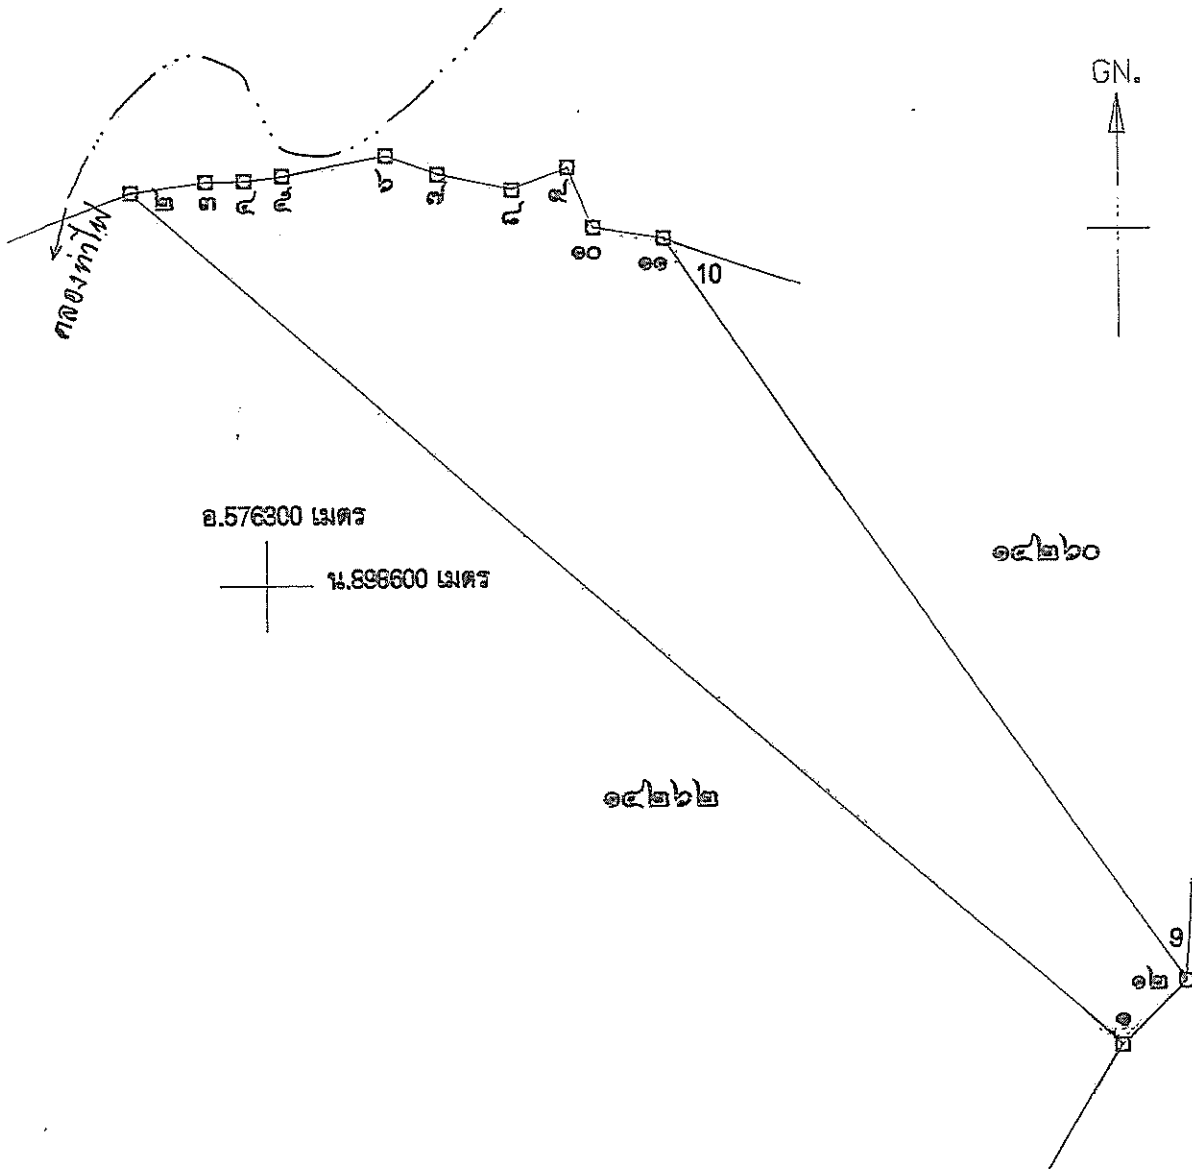 GN.
๒ ๓ ๔ ๕ ๖ ๗ ๘ ๙
๑๐ ๑๑ 10
คลองท่าไฟ
อ.576300 เมตร
น.898600 เมตร
๑๔๒๖๐
๑๔๒๖๒
9
๑๒
๑